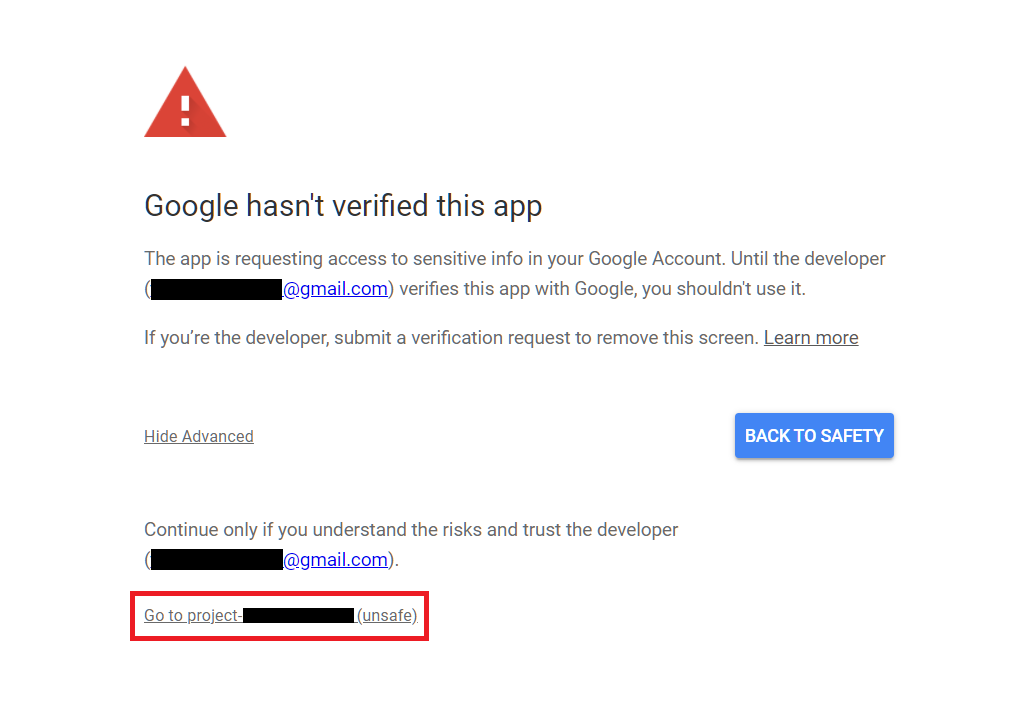 Google hasn't verified this app
The app is requesting access to sensitive info in your Google Account. Until the developer
(@gmail.com) verifies this app with Google, you shouldn't use it.
If you’re the developer, submit a verification request to remove this screen. Learn more
Hide Advanced
BACK TO SAFETY
Continue only if you understand the risks and trust the developer
(@gmail.com).
Go to project- (unsafe)